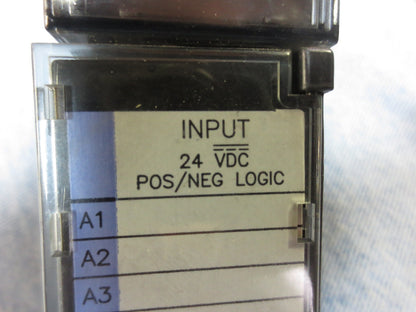 INPUT
24 VDC
POS/NEG LOGIC
A1
A2
A3